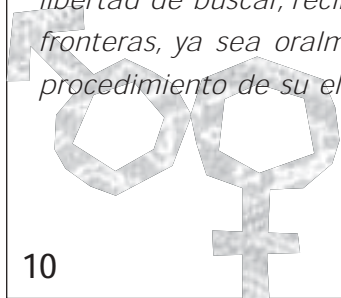 libertad de buscar, reci
fronteras, ya sea oralm
procedimiento de su el
10